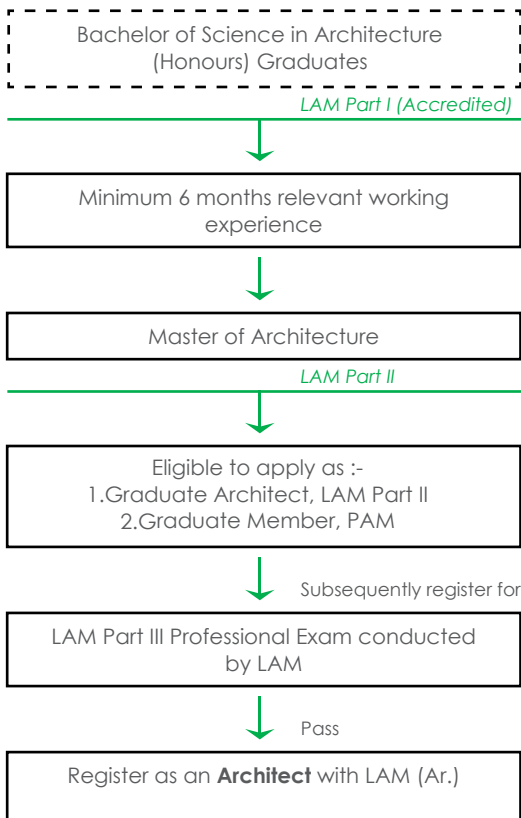 Bachelor of Science in Architecture
(Honours) Graduates
LAM Part I (Accredited)
Minimum 6 months relevant working
experience
Master of Architecture
LAM Part II
Eligible to apply as :-
1.Graduate Architect, LAM Part II
2.Graduate Member, PAM
Subsequently register for
LAM Part III Professional Exam conducted
by LAM
Pass
Register as an Architect with LAM (Ar.)